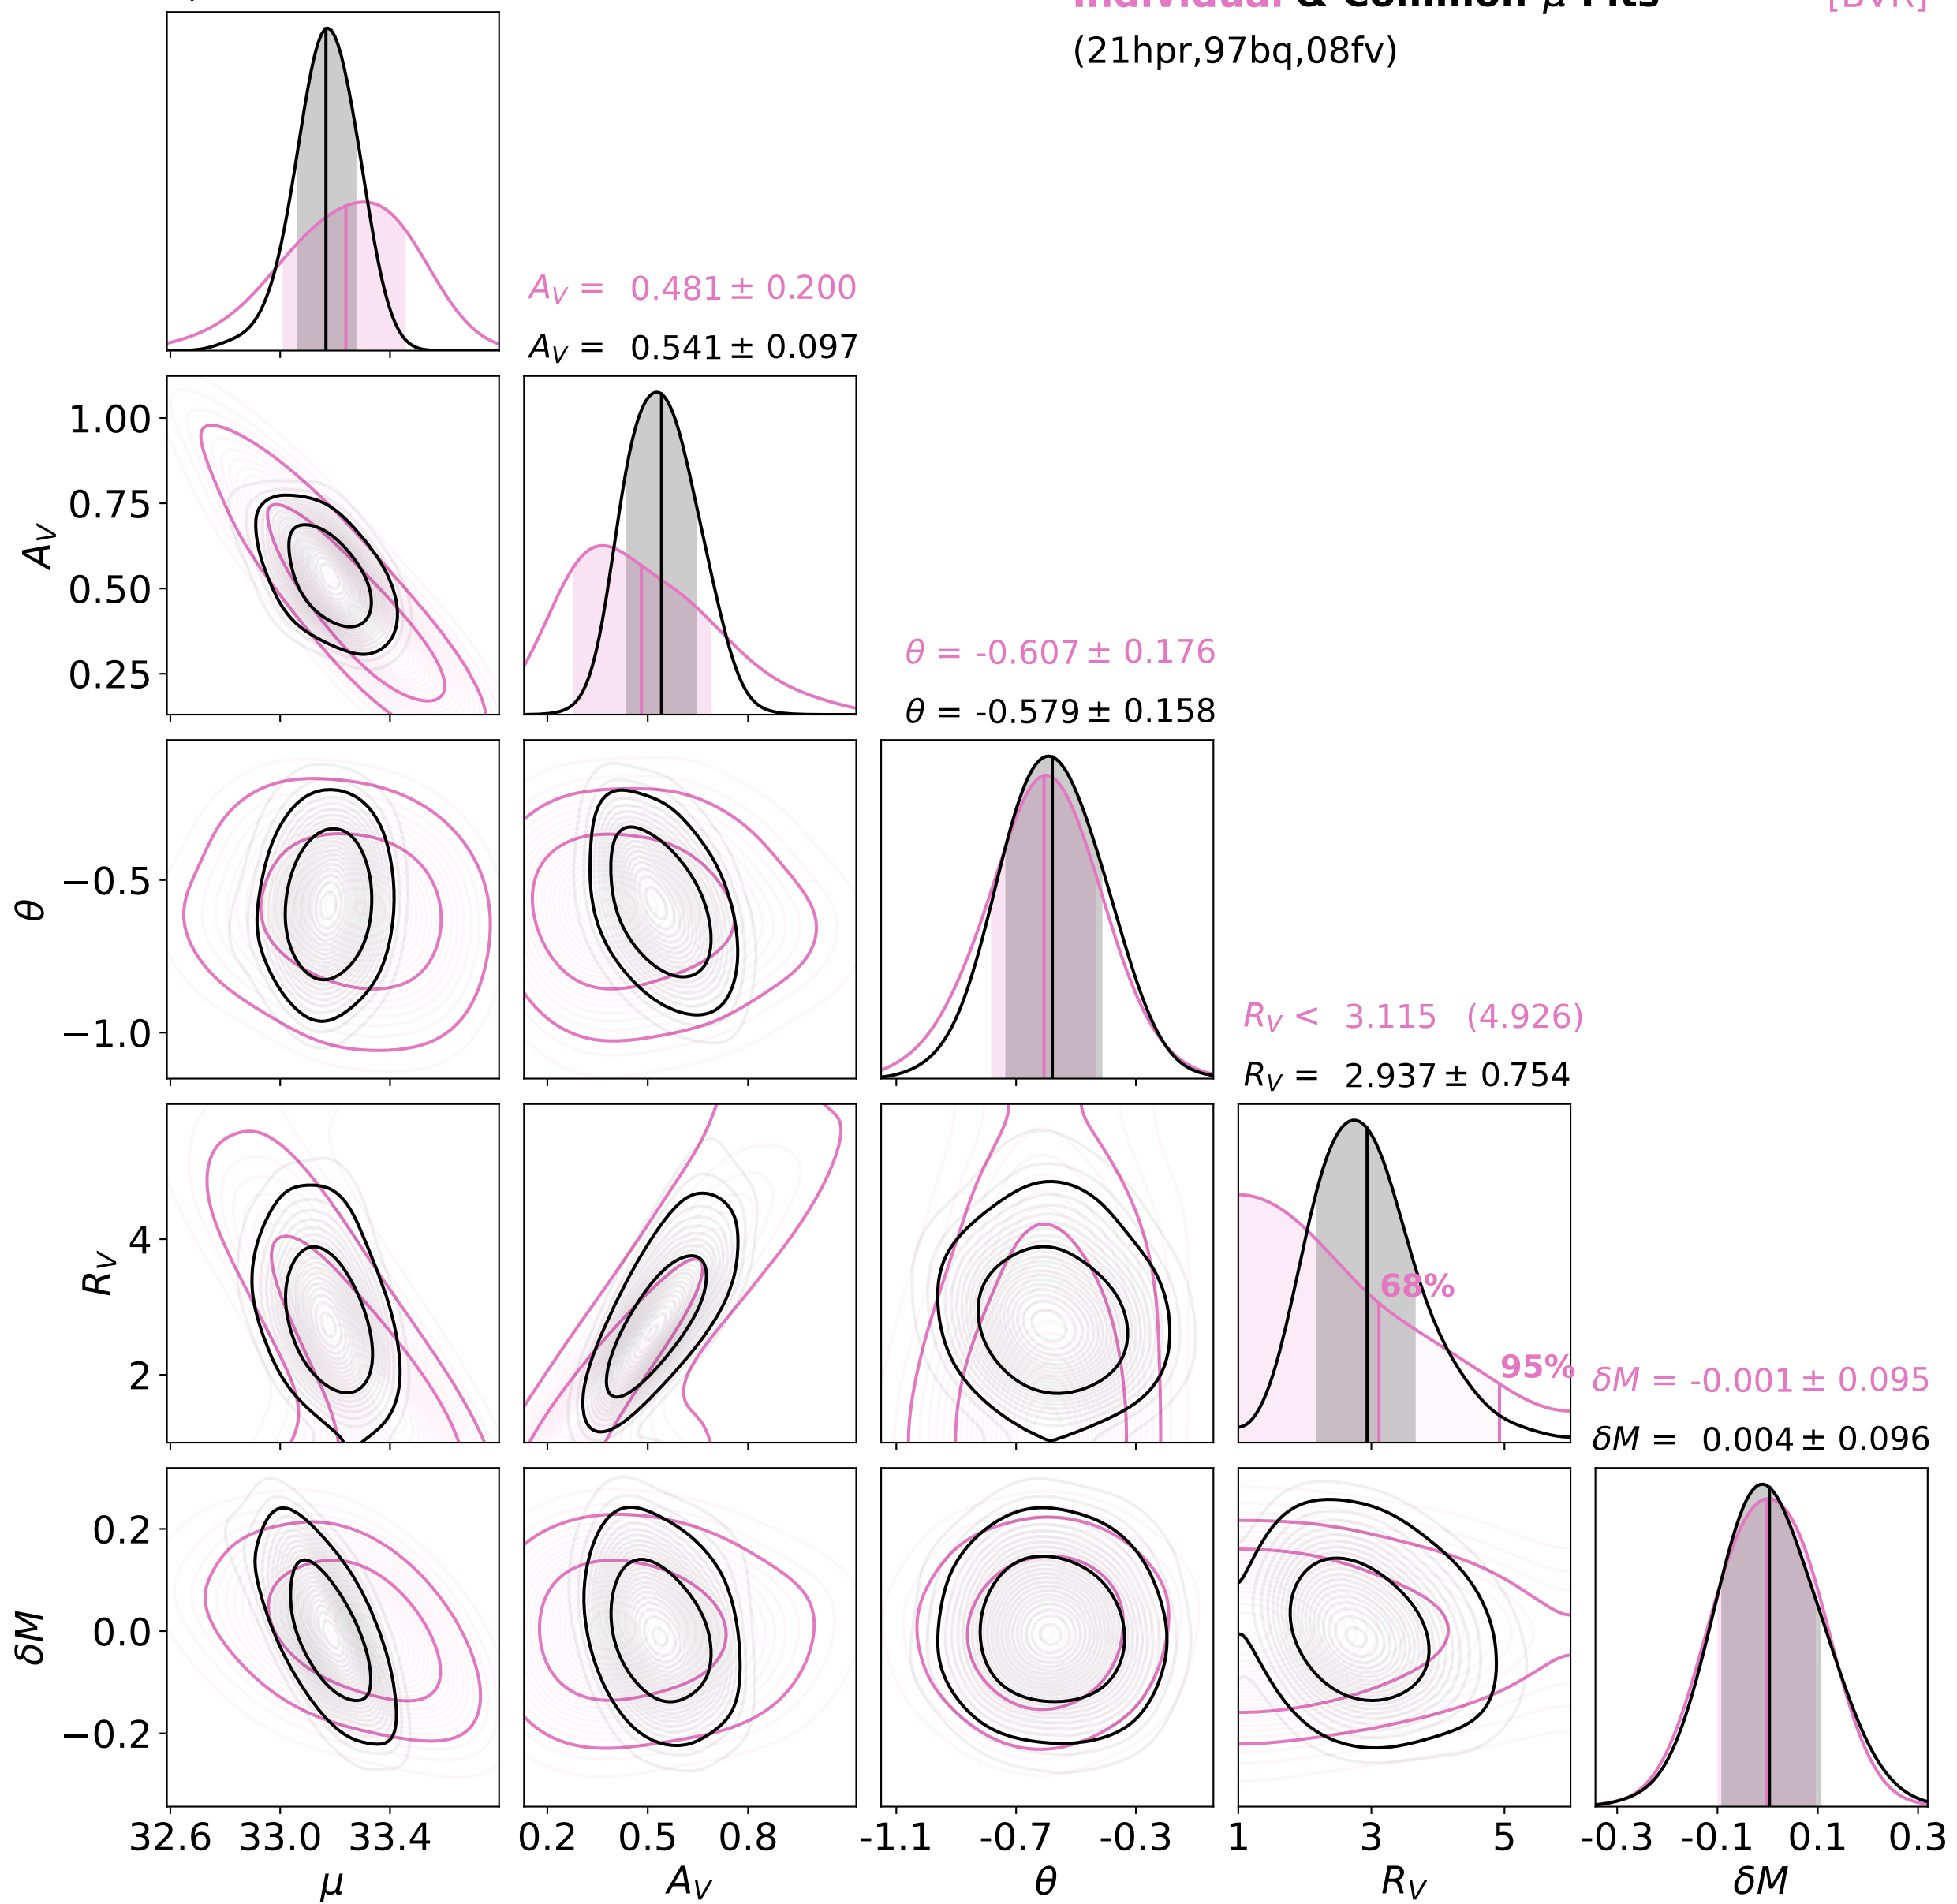 Individual & Common μ Fits [BVR]
(21hpr,97bq,08fv)
A_V = 0.481 ± 0.200
A_V = 0.541 ± 0.097
1.00
0.75
0.50
0.25
A_V
θ = -0.607 ± 0.176
θ = -0.579 ± 0.158
−0.5
−1.0
θ
R_V < 3.115 (4.926)
R_V = 2.937 ± 0.754
4
2
R_V
68%
95%
δM = -0.001 ± 0.095
δM = 0.004 ± 0.096
0.2
0.0
−0.2
δM
32.6 33.0 33.4 0.2 0.5 0.8 -1.1 -0.7 -0.3 1 3 5 -0.3 -0.1 0.1 0.3
μ A_V θ R_V δM